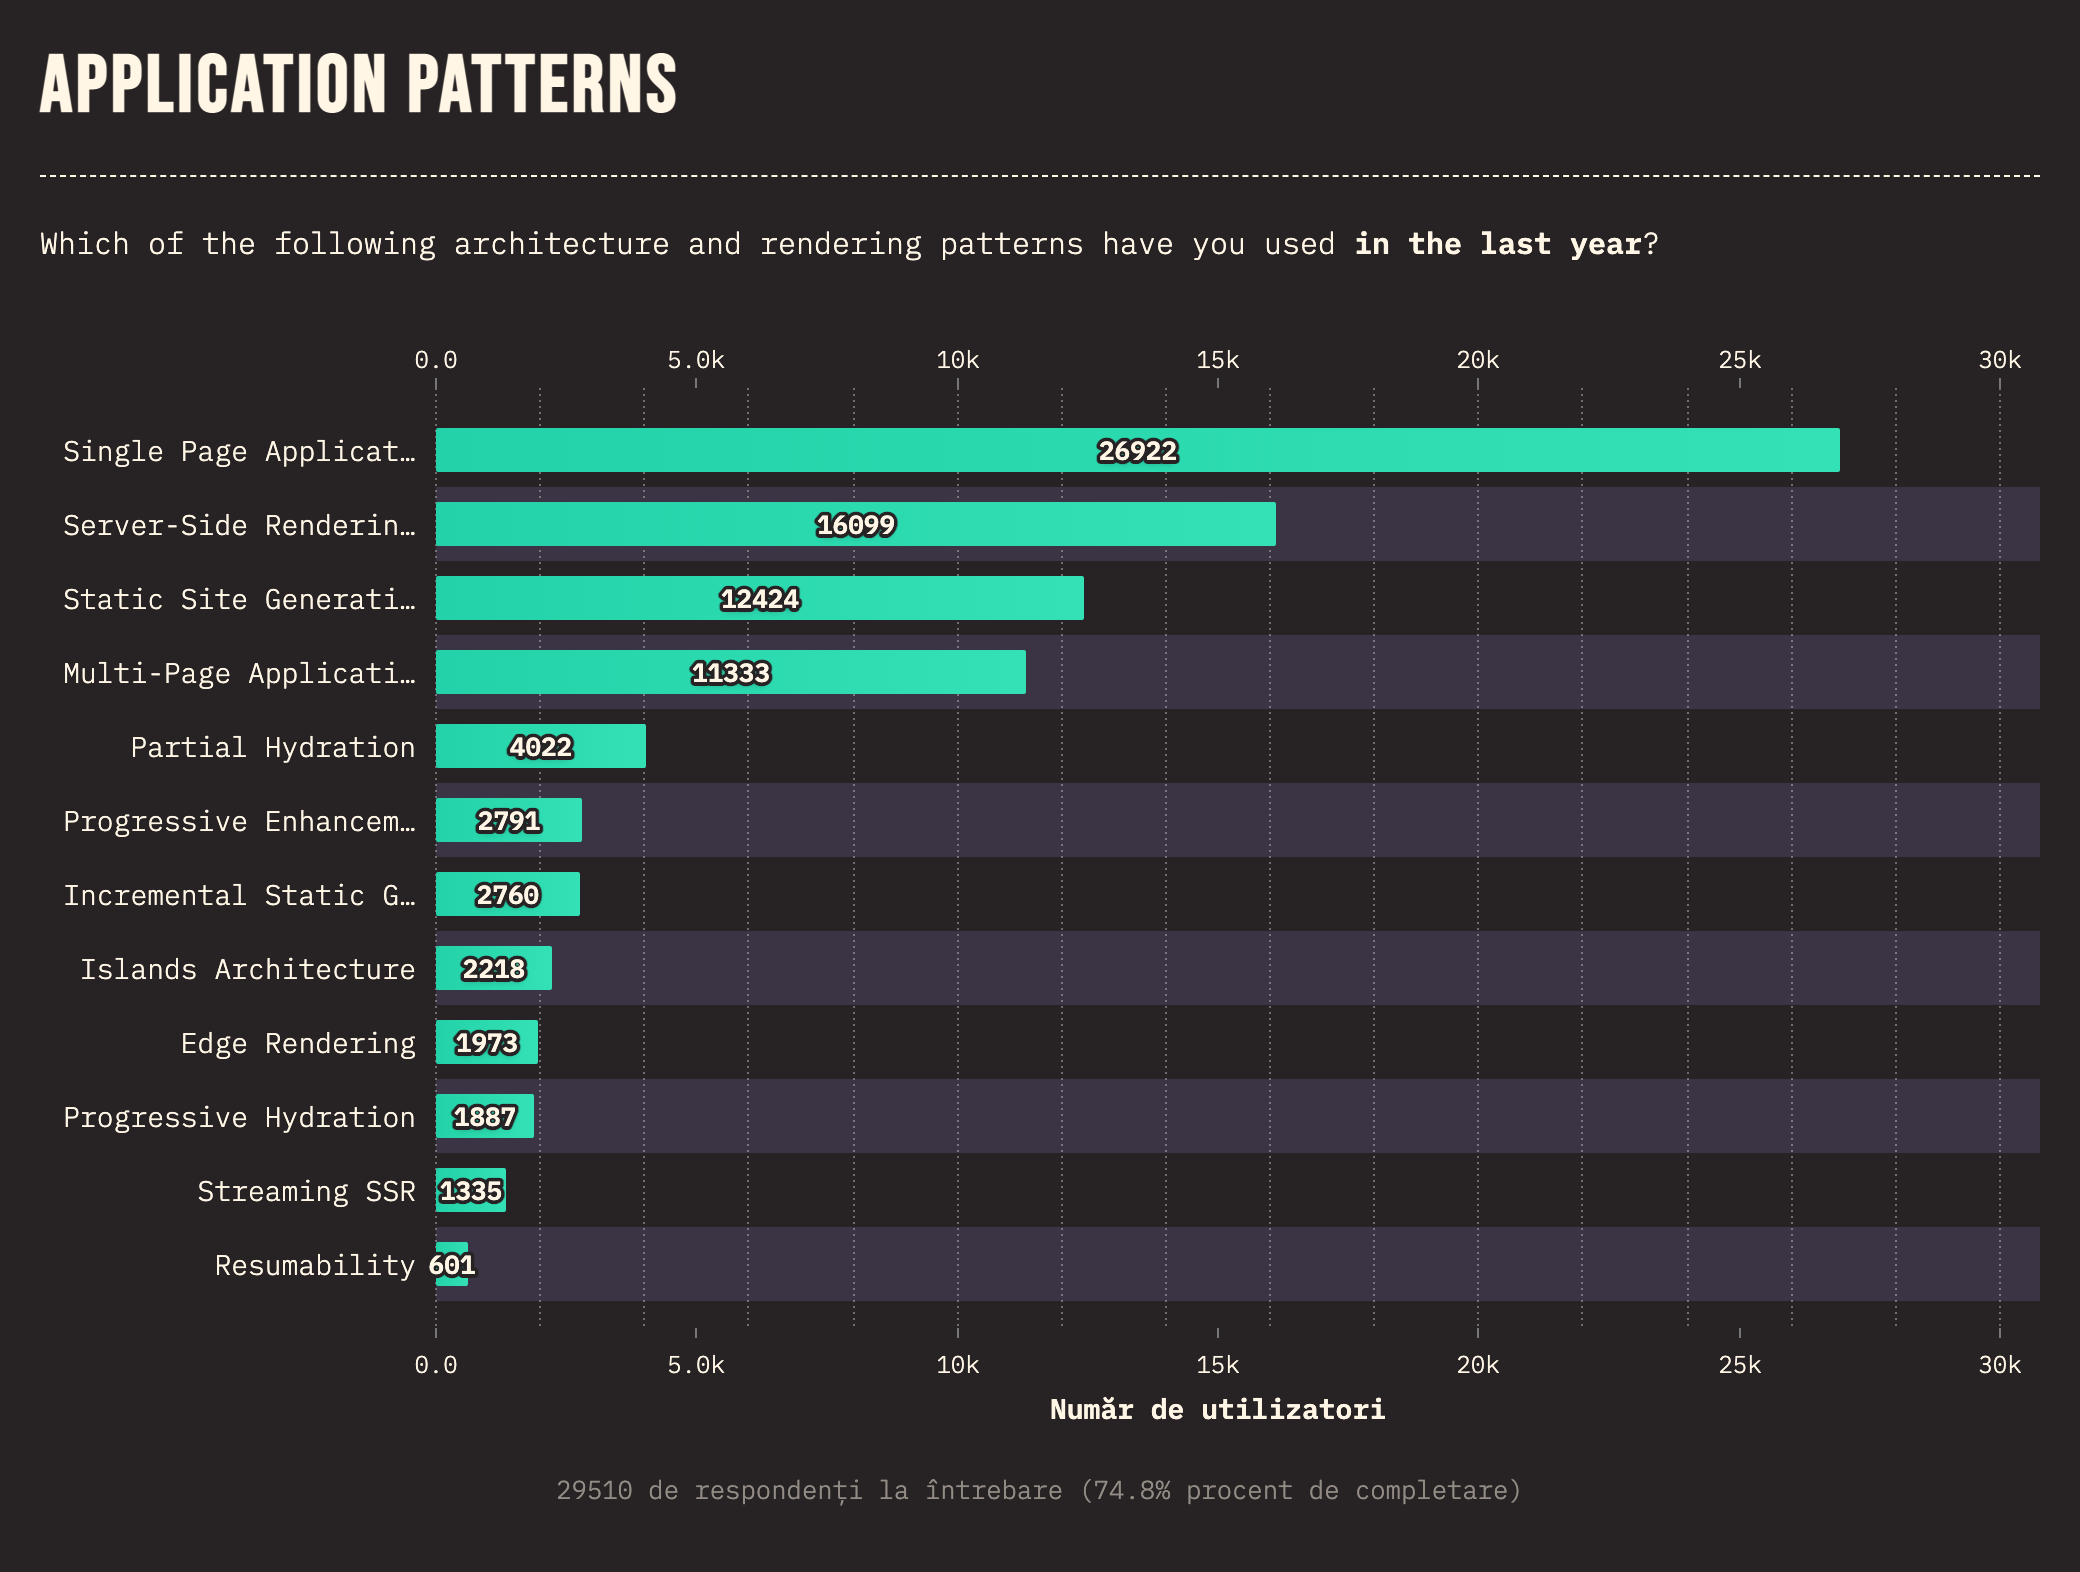 APPLICATION PATTERNS
Which of the following architecture and rendering patterns have you used in the last year?
0.0 5.0k 10k 15k 20k 25k 30k
Single Page Applicat… 26922
Server-Side Renderin… 16099
Static Site Generati… 12424
Multi-Page Applicati… 11333
Partial Hydration 4022
Progressive Enhancem… 2791
Incremental Static G… 2760
Islands Architecture 2218
Edge Rendering 1973
Progressive Hydration 1887
Streaming SSR 1335
Resumability 601
0.0 5.0k 10k 15k 20k 25k 30k
Număr de utilizatori
29510 de respondenți la întrebare (74.8% procent de completare)